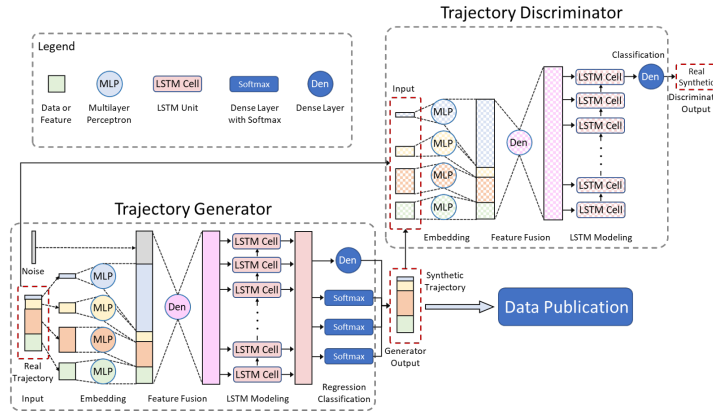 Trajectory Discriminator
Legend
MLP
LSTM Cell
Softmax
Den
Data or
Feature
Multilayer
Perceptron
LSTM Unit
Dense Layer
with Softmax
Dense Layer
Classification
Input
MLP
MLP
MLP
MLP
Den
LSTM Cell
LSTM Cell
LSTM Cell
LSTM Cell
LSTM Cell
Den
Real
Synthetic
Discriminator
Output
Embedding
Feature Fusion
LSTM Modeling
Trajectory Generator
Noise
MLP
MLP
MLP
MLP
Den
LSTM Cell
LSTM Cell
LSTM Cell
LSTM Cell
LSTM Cell
Den
Softmax
Softmax
Softmax
Real
Trajectory
Input
Embedding
Feature Fusion
LSTM Modeling
Regression
Classification
Synthetic
Trajectory
Generator
Output
Data Publication